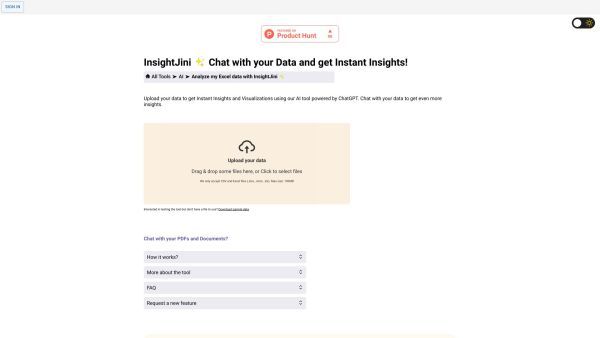 SIGN IN
FEATURED ON
Product Hunt
InsightJini ✨ Chat with your Data and get Instant Insights!
All Tools ➤ AI ➤ Analyze my Excel data with InsightJini ✨
Upload your data to get Instant Insights and Visualizations using our AI tool powered by ChatGPT. Chat with your data to get even more
insights.
Upload your data
Drag & drop some files here, or Click to select files
Interested in testing the tool but don't have a file to use? Download sample data
Chat with your PDFs and Documents?
How it works?
More about the tool
FAQ
Request a new feature